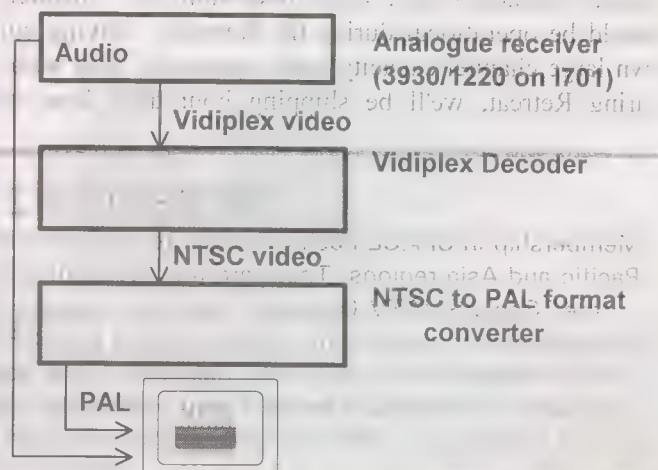 Audio
Analogue receiver
(3930/1220 on I701)
Vidiplex video
Vidiplex Decoder
NTSC video
NTSC to PAL format
converter
PAL